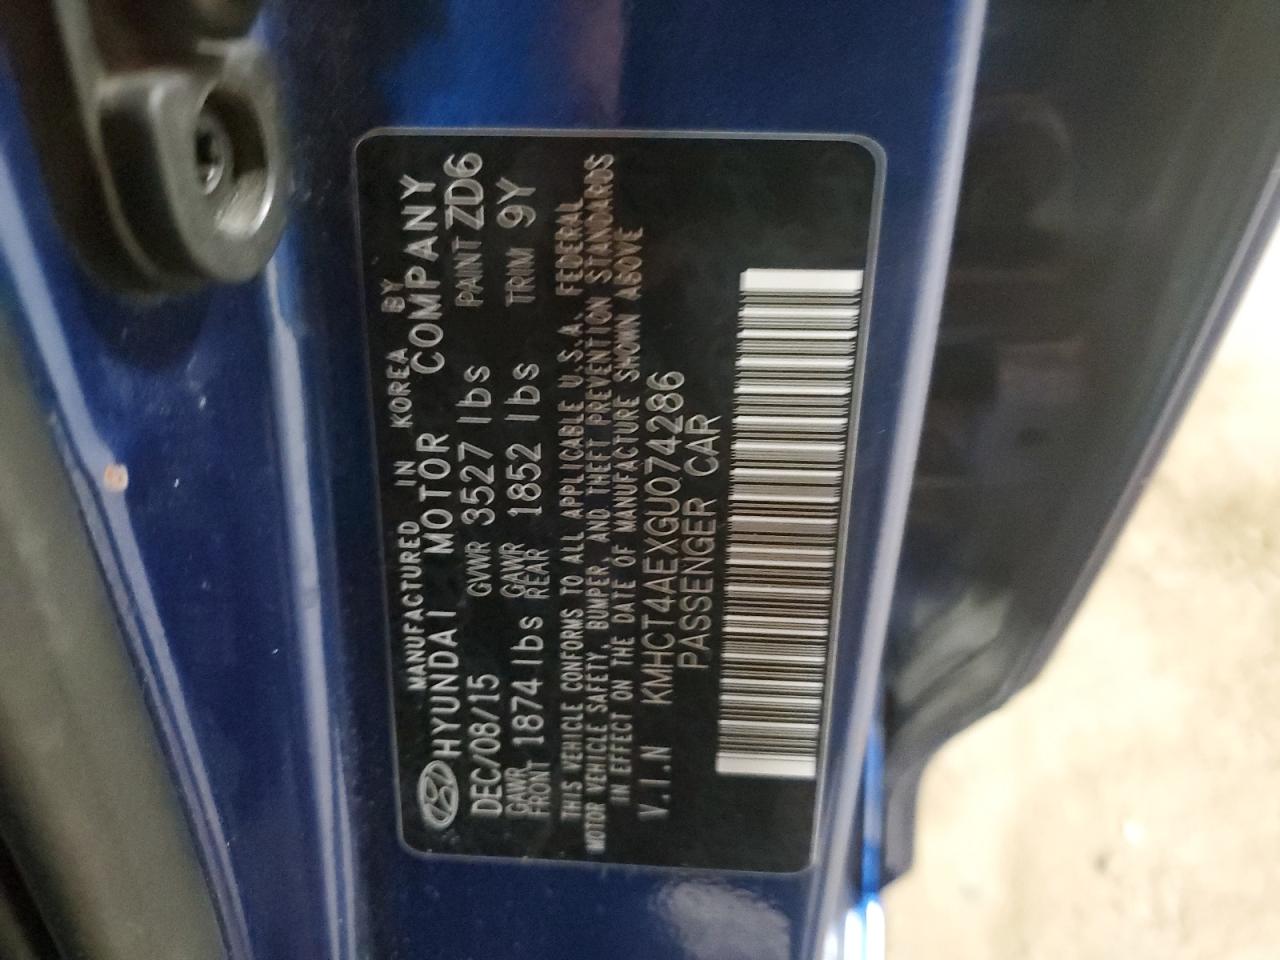 MANUFACTURED IN KOREA BY
HYUNDAI MOTOR COMPANY
DEC/08/15 GVWR 3527 lbs PAINT ZD6
GAWR FRONT 1874 lbs GAWR REAR 1852 lbs TRIM 9Y
THIS VEHICLE CONFORMS TO ALL APPLICABLE U.S.A. FEDERAL
MOTOR VEHICLE SAFETY, BUMPER, AND THEFT PREVENTION STANDARDS
IN EFFECT ON THE DATE OF MANUFACTURE SHOWN ABOVE
V.I.N KMHCT4AEXGU074286
PASSENGER CAR